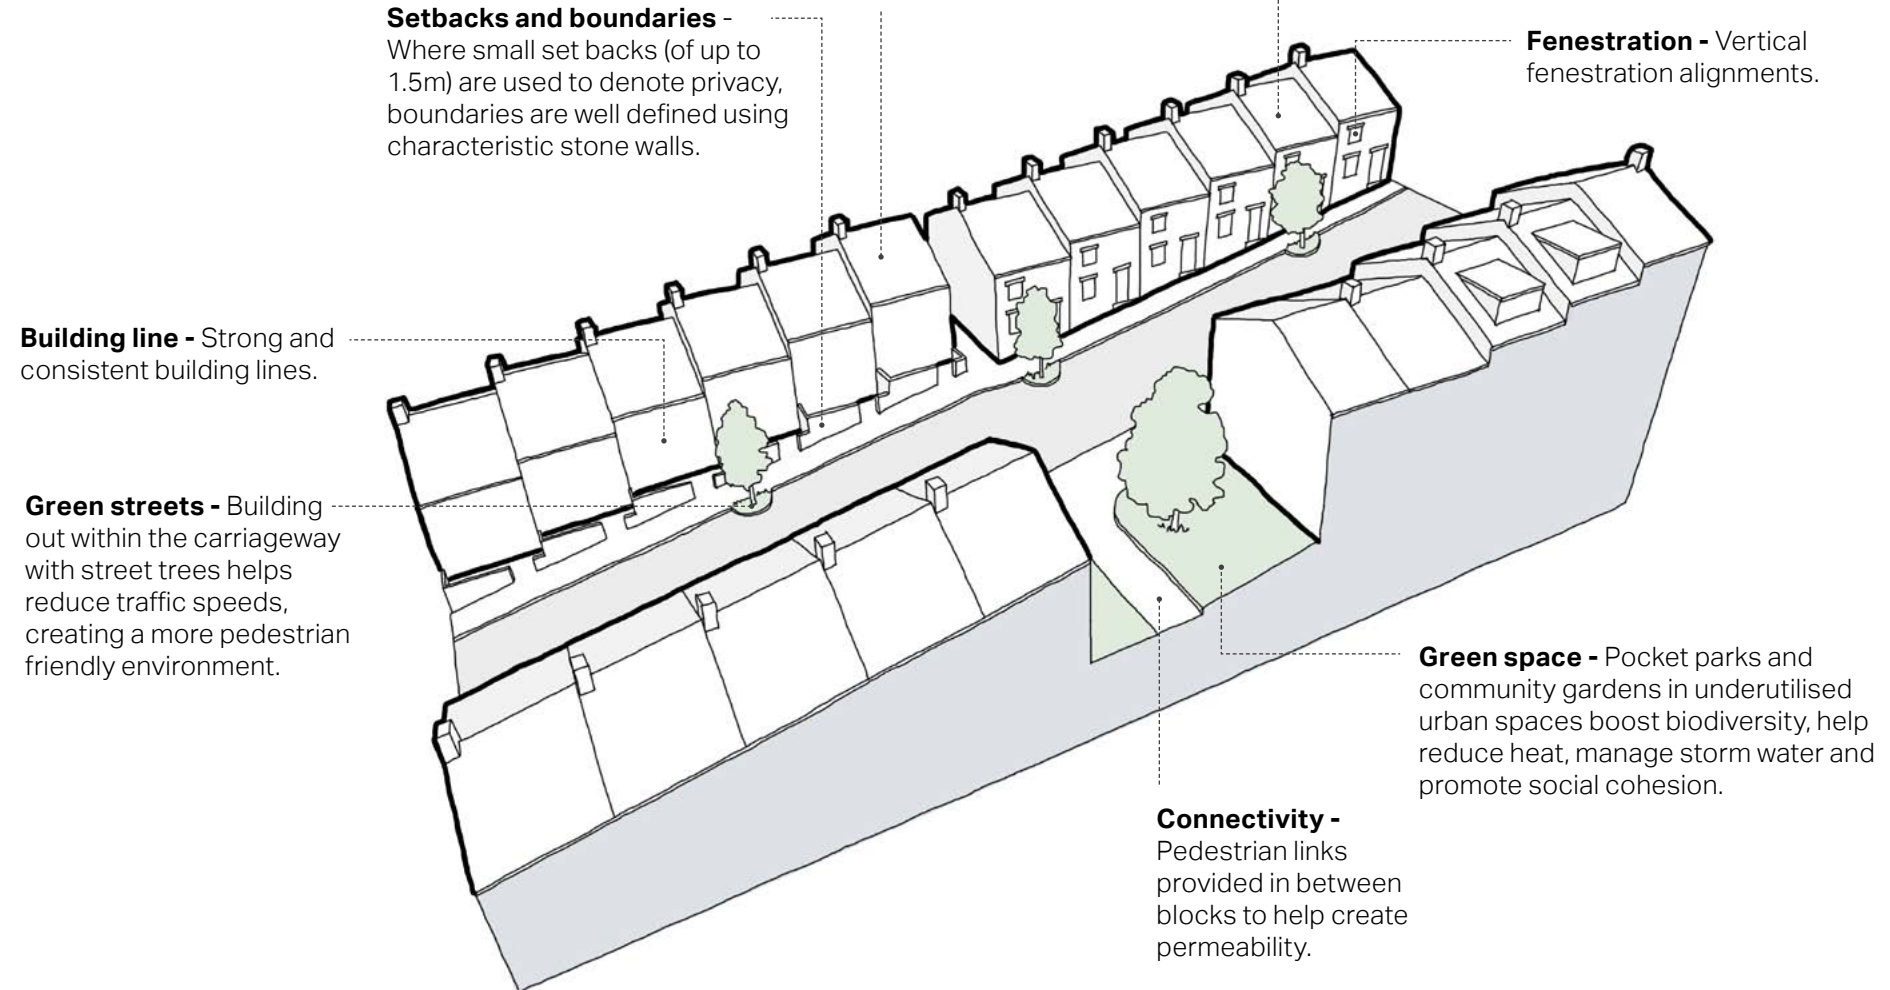 Setbacks and boundaries -
Where small set backs (of up to
1.5m) are used to denote privacy,
boundaries are well defined using
characteristic stone walls.
Fenestration - Vertical
fenestration alignments.
Building line - Strong and
consistent building lines.
Green streets - Building
out within the carriageway
with street trees helps
reduce traffic speeds,
creating a more pedestrian
friendly environment.
Green space - Pocket parks and
community gardens in underutilised
urban spaces boost biodiversity, help
reduce heat, manage storm water and
promote social cohesion.
Connectivity -
Pedestrian links
provided in between
blocks to help create
permeability.